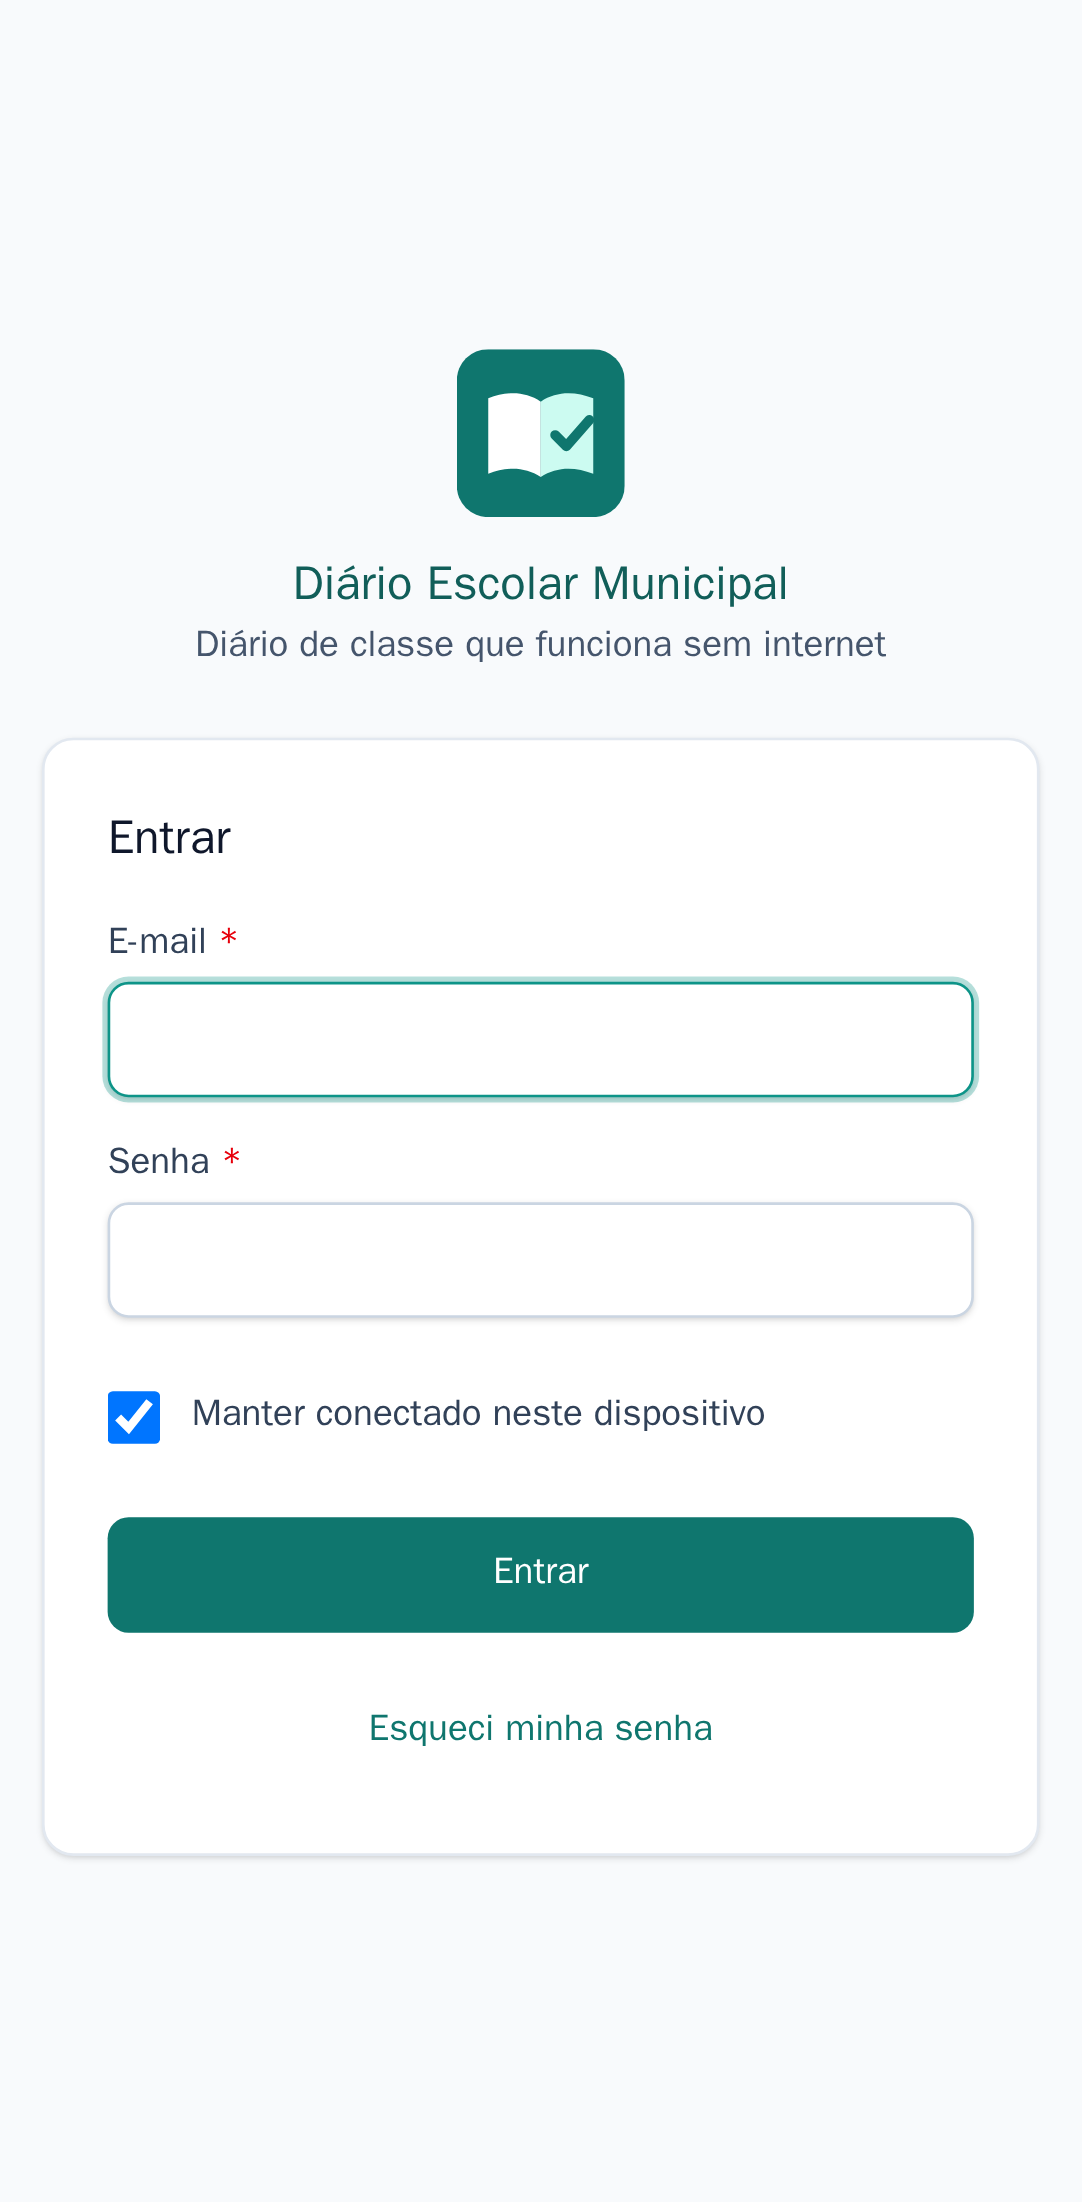 Diário Escolar Municipal
Diário de classe que funciona sem internet
Entrar
E-mail *
Senha *
Manter conectado neste dispositivo
Entrar
Esqueci minha senha